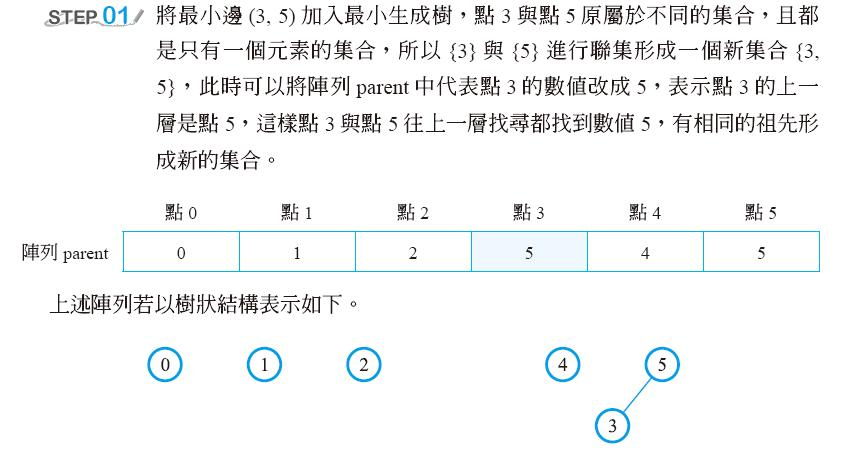 STEP 01 將最小邊 (3, 5) 加入最小生成樹，點 3 與點 5 原屬於不同的集合，且都
是只有一個元素的集合，所以 {3} 與 {5} 進行聯集形成一個新集合 {3,
5}，此時可以將陣列 parent 中代表點 3 的數值改成 5，表示點 3 的上一
層是點 5，這樣點 3 與點 5 往上一層找尋都找到數值 5，有相同的祖先形
成新的集合。
點 0 點 1 點 2 點 3 點 4 點 5
陣列 parent 0 1 2 5 4 5
上述陣列若以樹狀結構表示如下。
0 1 2 4 5
3